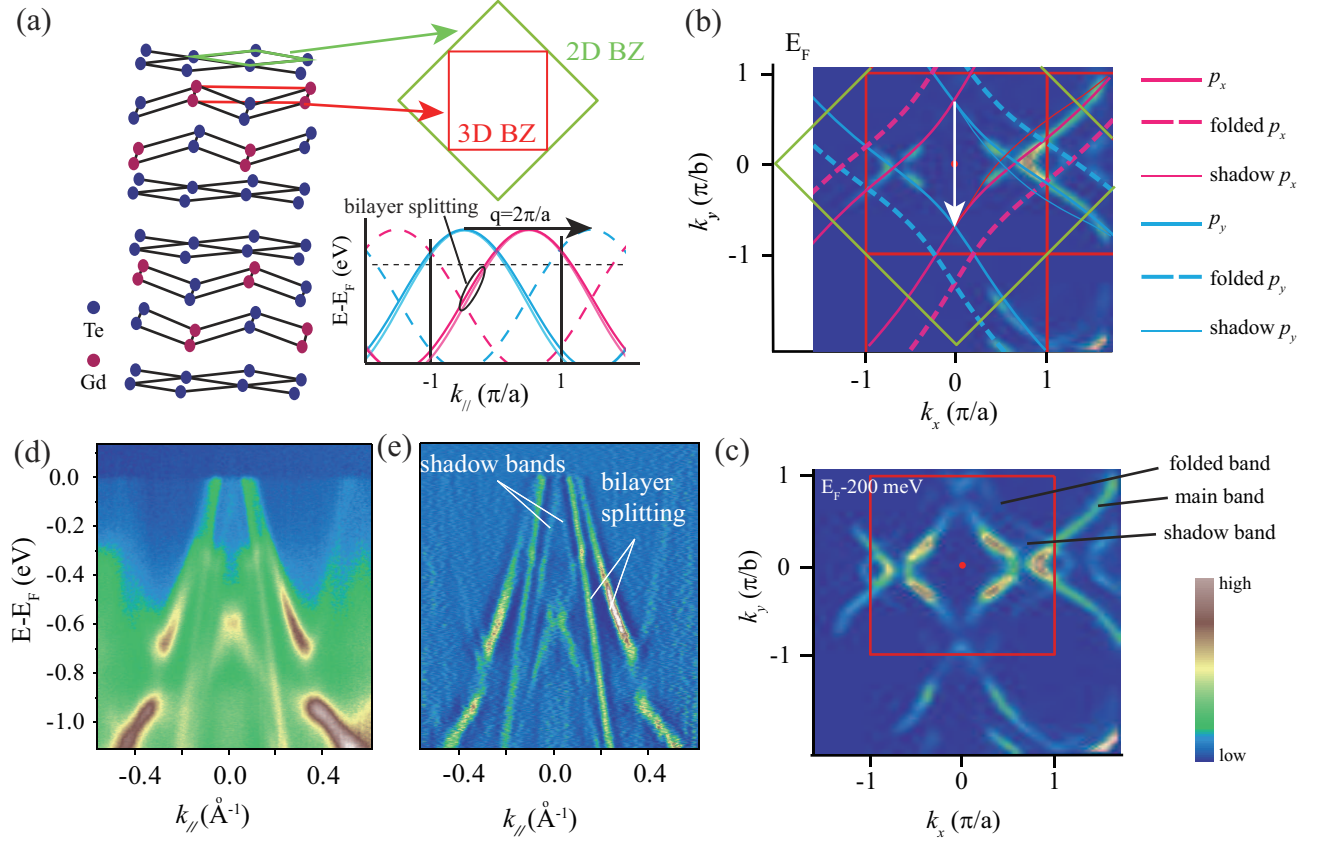 (a)
2D BZ
3D BZ
Te
Gd
bilayer splitting
q=2π/a
E-E_F (eV)
-1
1
k_// (π/a)
(b)
E_F
1
0
-1
k_y (π/b)
-1
0
1
k_x (π/a)
p_x
folded p_x
shadow p_x
p_y
folded p_y
shadow p_y
(d)
0.0
-0.2
-0.4
-0.6
-0.8
-1.0
E-E_F (eV)
-0.4
0.0
0.4
k_// (Å⁻¹)
(e)
shadow bands
bilayer
splitting
-0.4
0.0
0.4
k_// (Å⁻¹)
(c)
E_F-200 meV
1
0
-1
k_y (π/b)
-1
0
1
k_x (π/a)
folded band
main band
shadow band
high
low